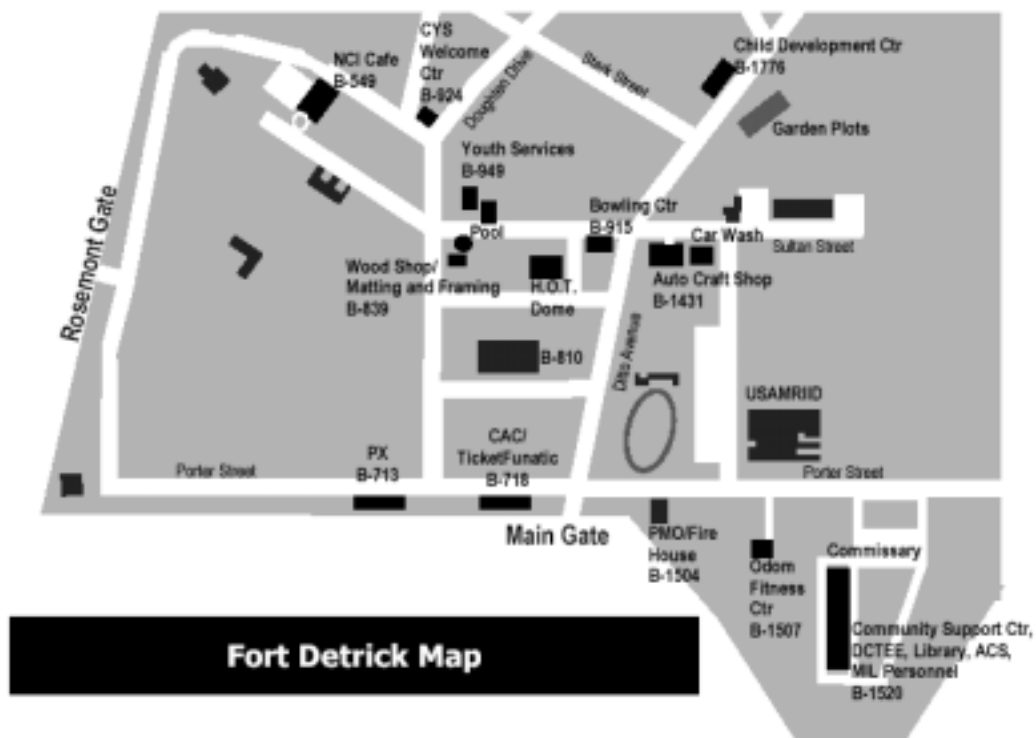 CYS
Welcome
Ctr
B-924
NCI Cafe
B-549
Doughten Drive
Stark Street
Child Development Ctr
B-1776
Garden Plots
Youth Services
B-949
Rosemont Gate
Bowling Ctr
B-915
Pool
Car Wash
Sultan Street
Wood Shop/
Matting and Framing
B-839
H.O.T.
Dome
Auto Craft Shop
B-1431
B-810
Ditto Avenue
USAMRIID
PX
B-713
CAC/
TicketFunatic
B-718
Porter Street
Porter Street
Main Gate
PMO/Fire
House
B-1504
Odom
Fitness
Ctr
B-1507
Commissary
Community Support Ctr,
DCTEE, Library, ACS,
MIL Personnel
B-1520
Fort Detrick Map